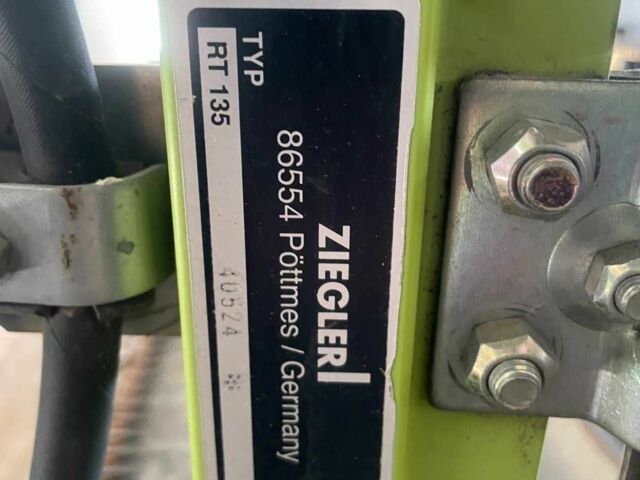 ZIEGLER
86554 Pöttmes / Germany
TYP
RT 135
40524